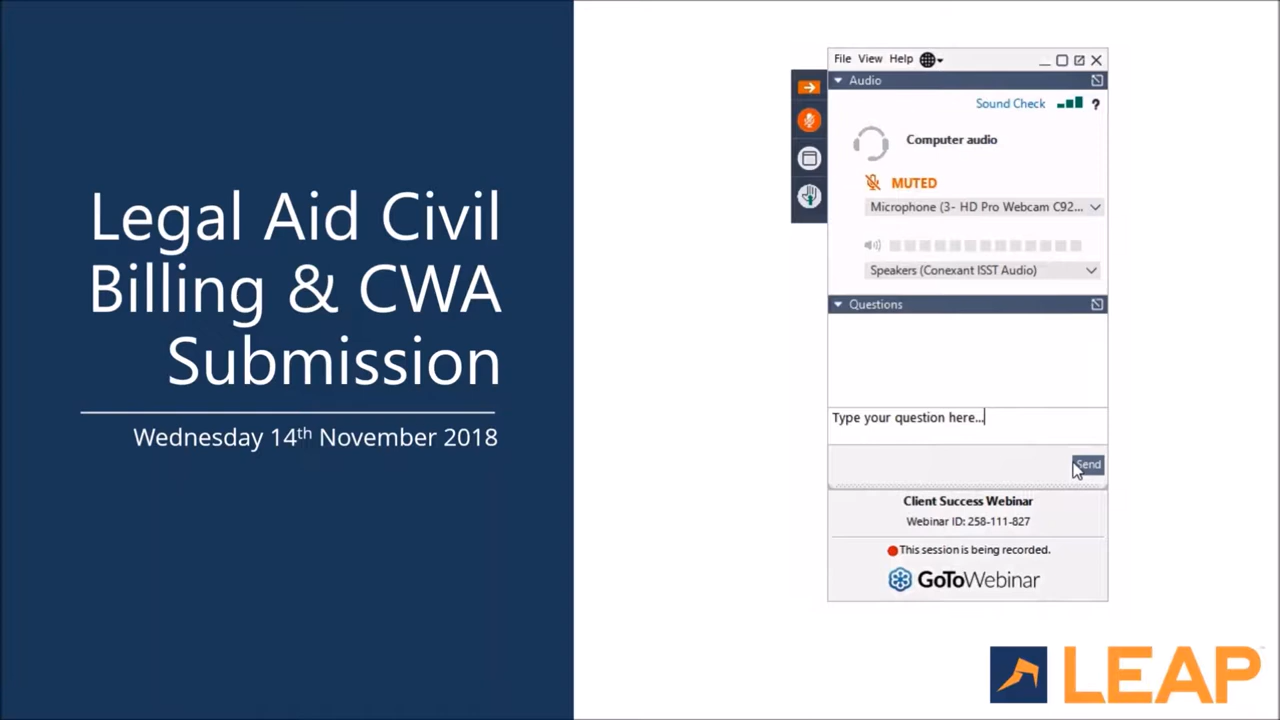 Legal Aid Civil
Billing & CWA
Submission
Wednesday 14th November 2018
File View Help
Audio
Sound Check ?
Computer audio
MUTED
Microphone (3- HD Pro Webcam C92...
Speakers (Conexant ISST Audio)
Questions
Type your question here...
Send
Client Success Webinar
Webinar ID: 258-111-827
This session is being recorded.
GoToWebinar
LEAP